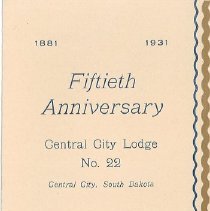 1881 1931
Fiftieth
Anniversary
Central City Lodge
No. 22
Central City, South Dakota